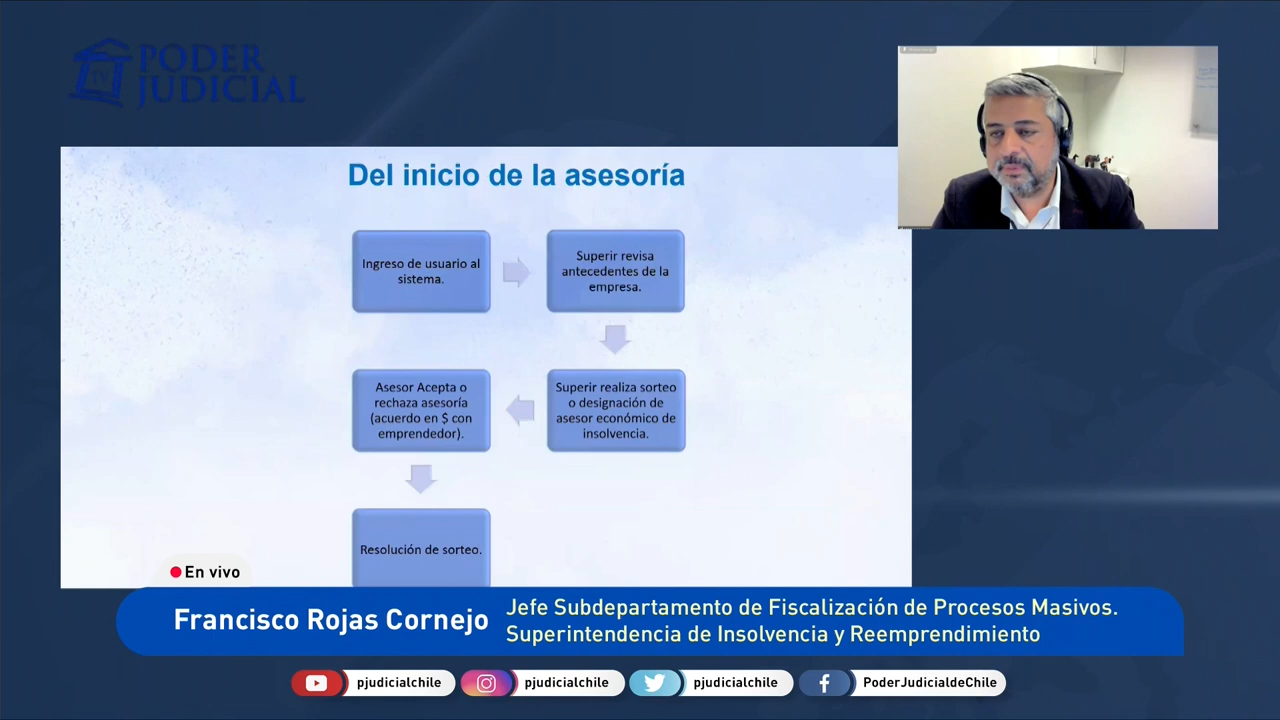 PODER
JUDICIAL
Del inicio de la asesoría
Ingreso de usuario al
sistema.
Superir revisa
antecedentes de la
empresa.
Asesor Acepta o
rechaza asesoría
(acuerdo en $ con
emprendedor).
Superir realiza sorteo
o designación de
asesor económico de
insolvencia.
Resolución de sorteo.
En vivo
Francisco Rojas Cornejo
Jefe Subdepartamento de Fiscalización de Procesos Masivos.
Superintendencia de Insolvencia y Reemprendimiento
pjudicialchile
pjudicialchile
pjudicialchile
PoderJudicialdeChile